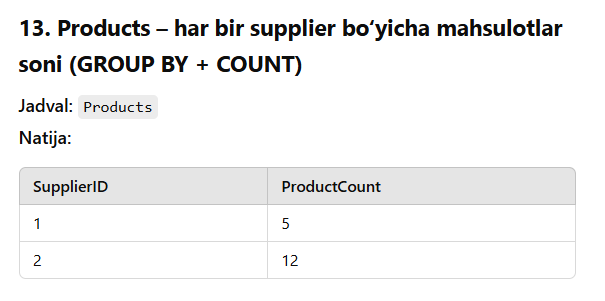 13. Products – har bir supplier bo‘yicha mahsulotlar
soni (GROUP BY + COUNT)
Jadval: Products
Natija:
SupplierID ProductCount
1 5
2 12